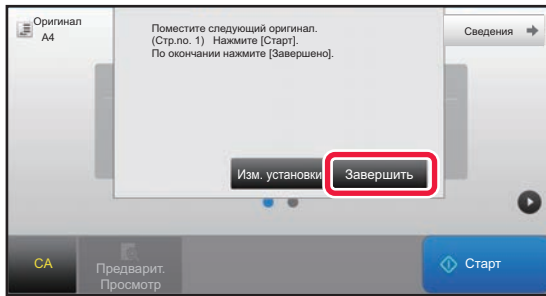 Оригинал
A4
Поместите следующий оригинал.
(Стр.no. 1) Нажмите [Старт].
По окончании нажмите [Завершено].
Сведения
Изм. установки
Завершить
CA
Предварит.
Просмотр
Старт